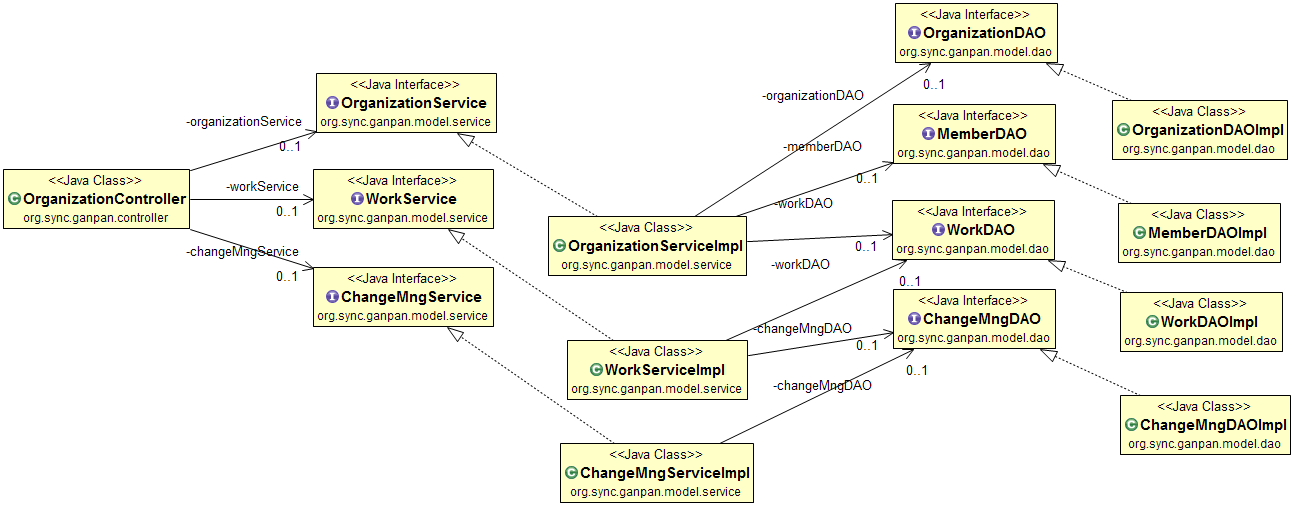 <<Java Interface>>
OrganizationDAO
org.sync.ganpan.model.dao
0..1
-organizationDAO
<<Java Interface>>
OrganizationService
org.sync.ganpan.model.service
-organizationService
0..1
<<Java Class>>
OrganizationDAOImpl
org.sync.ganpan.model.dao
<<Java Interface>>
MemberDAO
org.sync.ganpan.model.dao
-memberDAO
0..1
<<Java Class>>
OrganizationController
org.sync.ganpan.controller
-workService
0..1
<<Java Interface>>
WorkService
org.sync.ganpan.model.service
-workDAO
0..1
<<Java Interface>>
WorkDAO
org.sync.ganpan.model.dao
<<Java Class>>
MemberDAOImpl
org.sync.ganpan.model.dao
<<Java Class>>
OrganizationServiceImpl
org.sync.ganpan.model.service
-changeMngService
0..1
<<Java Interface>>
ChangeMngService
org.sync.ganpan.model.service
-workDAO
0..1
<<Java Interface>>
ChangeMngDAO
org.sync.ganpan.model.dao
<<Java Class>>
WorkDAOImpl
org.sync.ganpan.model.dao
-changeMngDAO
0..1
<<Java Class>>
WorkServiceImpl
org.sync.ganpan.model.service
-changeMngDAO
0..1
<<Java Class>>
ChangeMngDAOImpl
org.sync.ganpan.model.dao
<<Java Class>>
ChangeMngServiceImpl
org.sync.ganpan.model.service